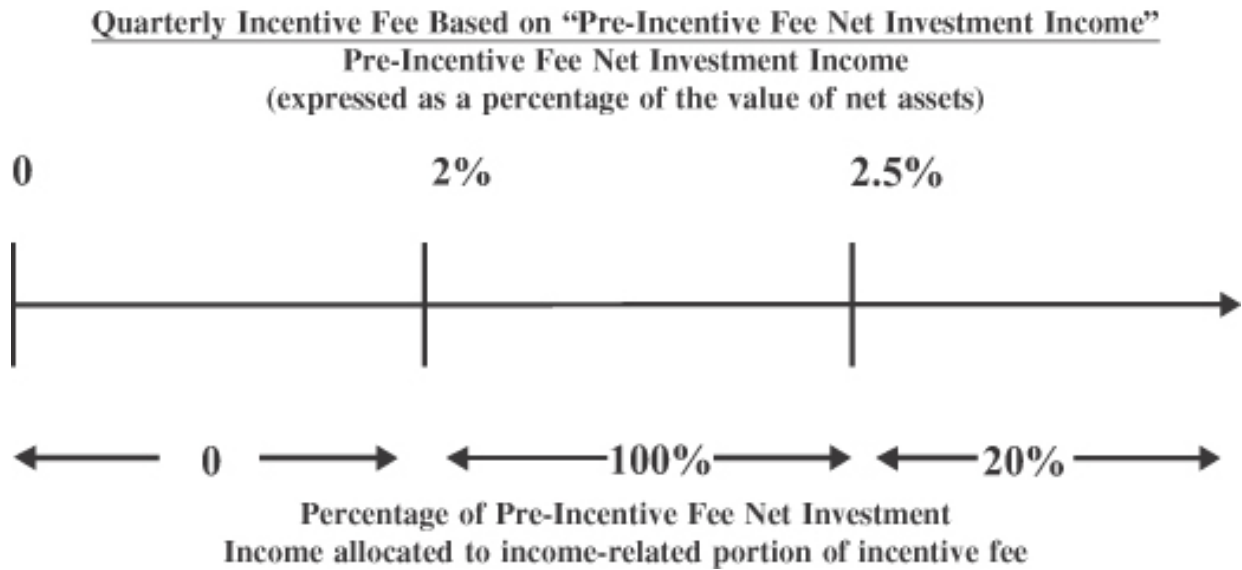 Quarterly Incentive Fee Based on “Pre-Incentive Fee Net Investment Income”
Pre-Incentive Fee Net Investment Income
(expressed as a percentage of the value of net assets)
0 2% 2.5%
0 100% 20%
Percentage of Pre-Incentive Fee Net Investment
Income allocated to income-related portion of incentive fee